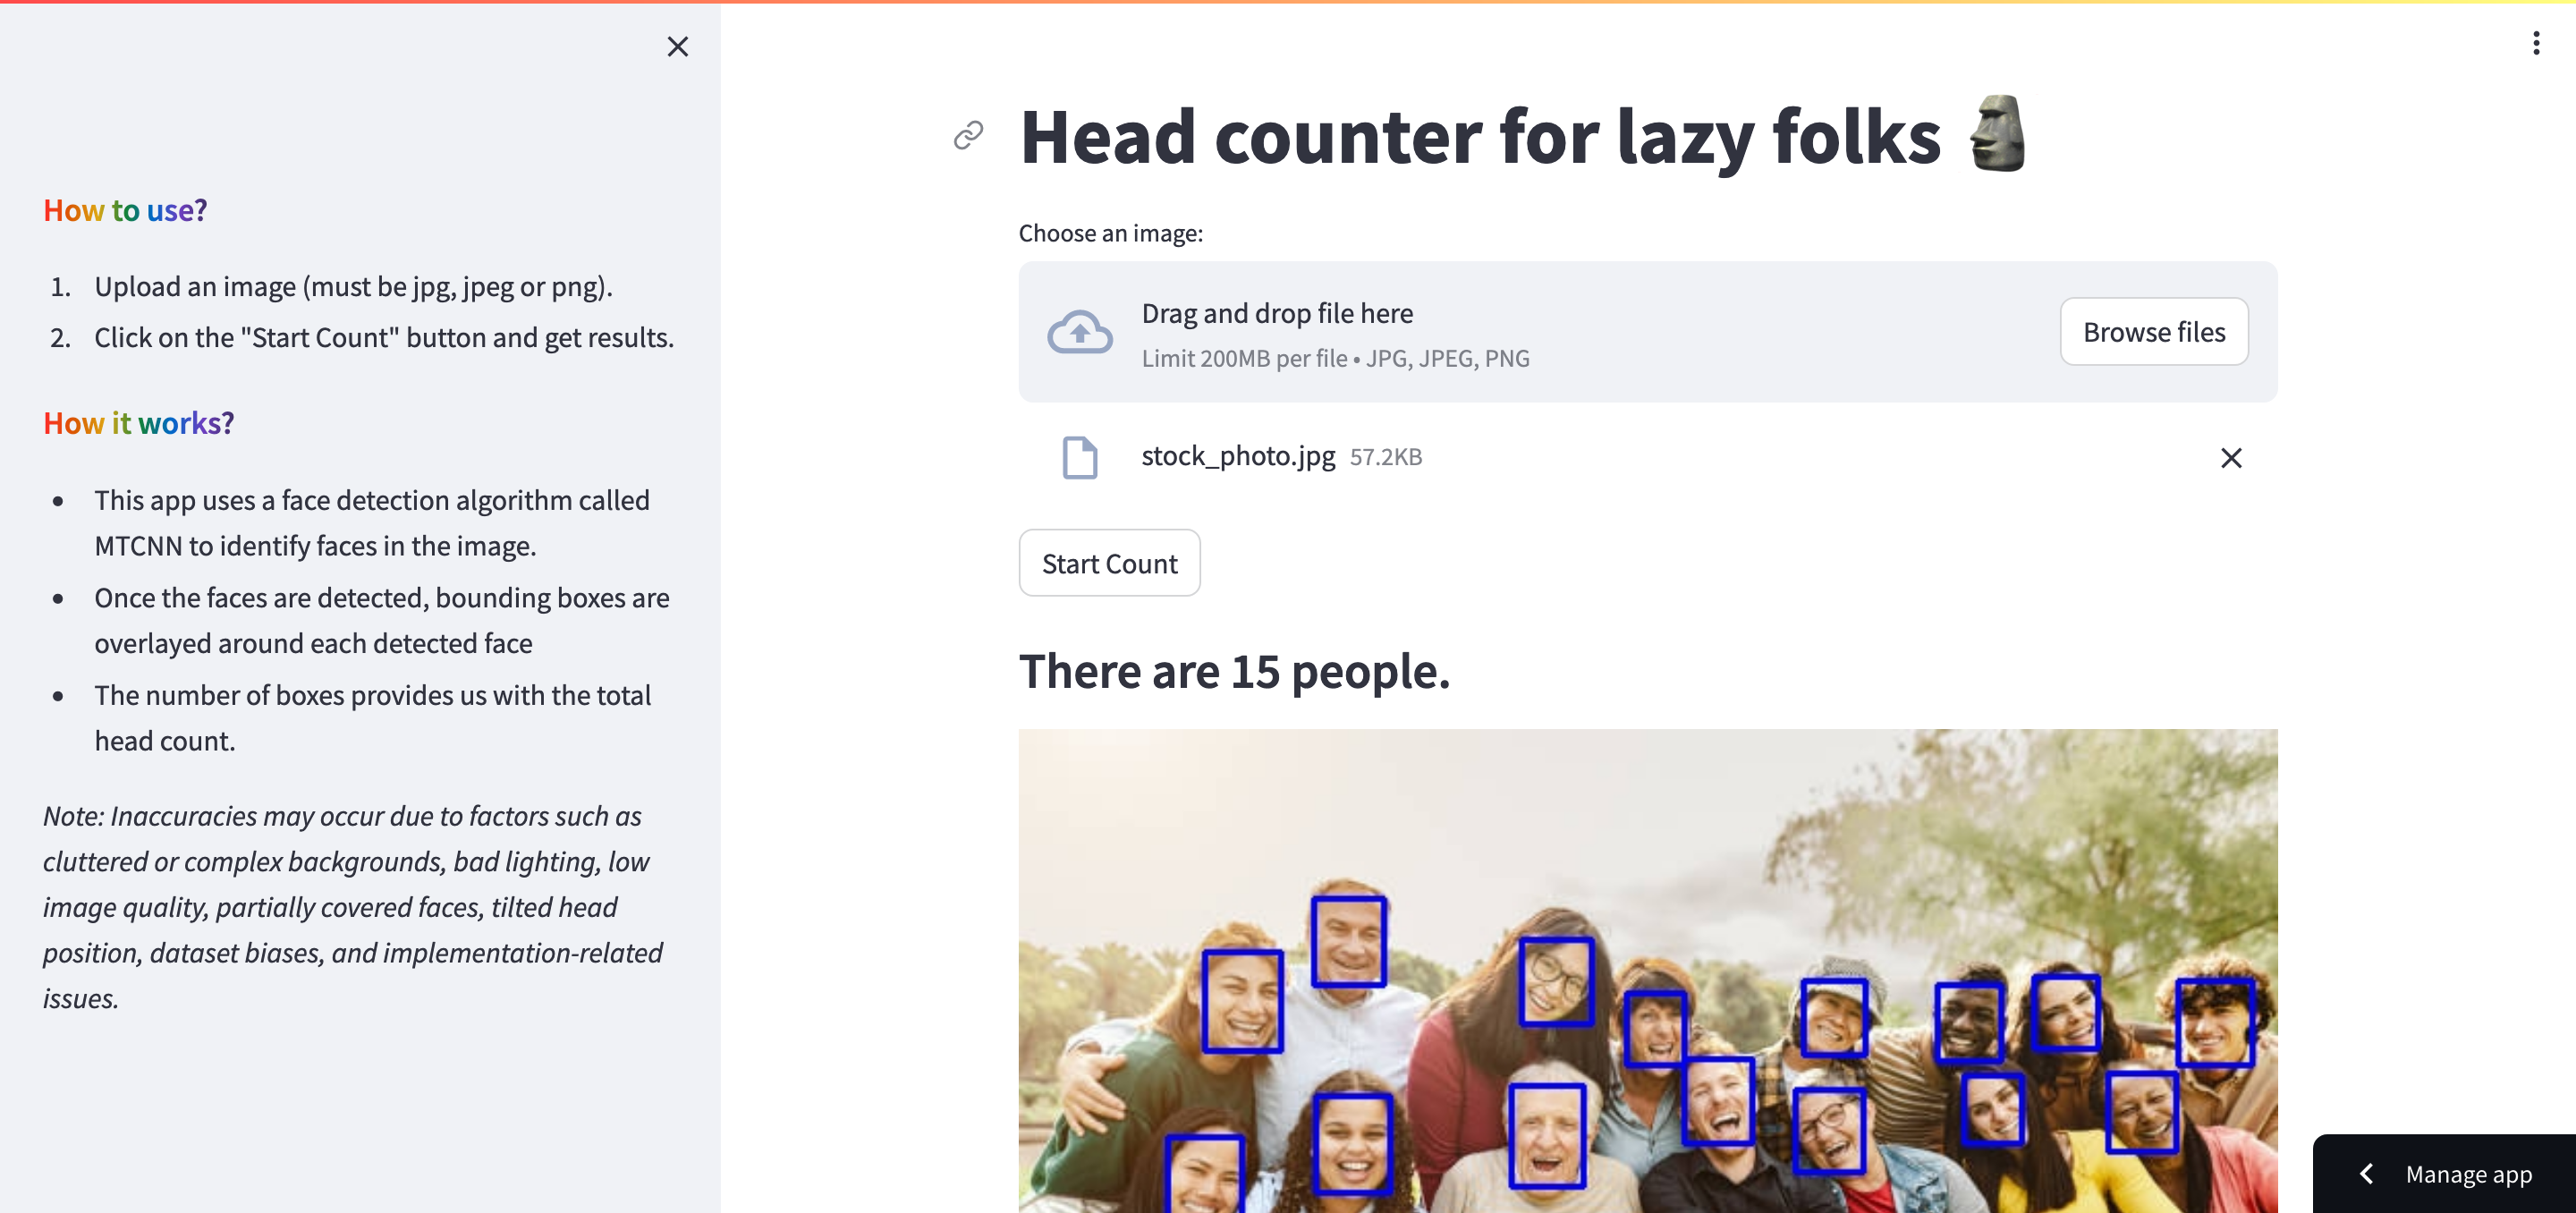 How to use?
1. Upload an image (must be jpg, jpeg or png).
2. Click on the "Start Count" button and get results.
How it works?
• This app uses a face detection algorithm called
MTCNN to identify faces in the image.
• Once the faces are detected, bounding boxes are
overlayed around each detected face
• The number of boxes provides us with the total
head count.
Note: Inaccuracies may occur due to factors such as
cluttered or complex backgrounds, bad lighting, low
image quality, partially covered faces, tilted head
position, dataset biases, and implementation-related
issues.
Head counter for lazy folks 🗿
Choose an image:
Drag and drop file here
Limit 200MB per file • JPG, JPEG, PNG
Browse files
stock_photo.jpg 57.2KB
Start Count
There are 15 people.
Manage app